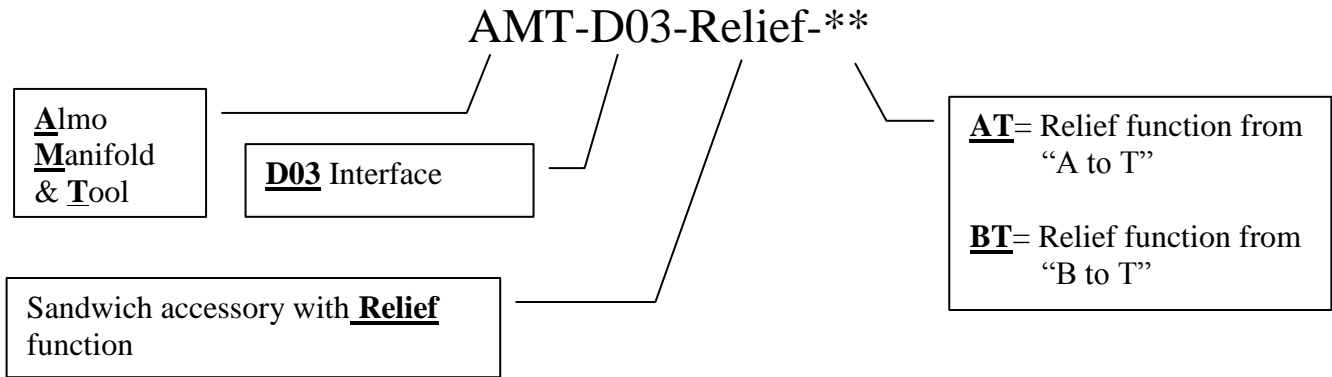 AMT-D03-Relief-**
Almo
Manifold
& Tool
D03 Interface
Sandwich accessory with Relief
function
AT= Relief function from
“A to T”
BT= Relief function from
“B to T”